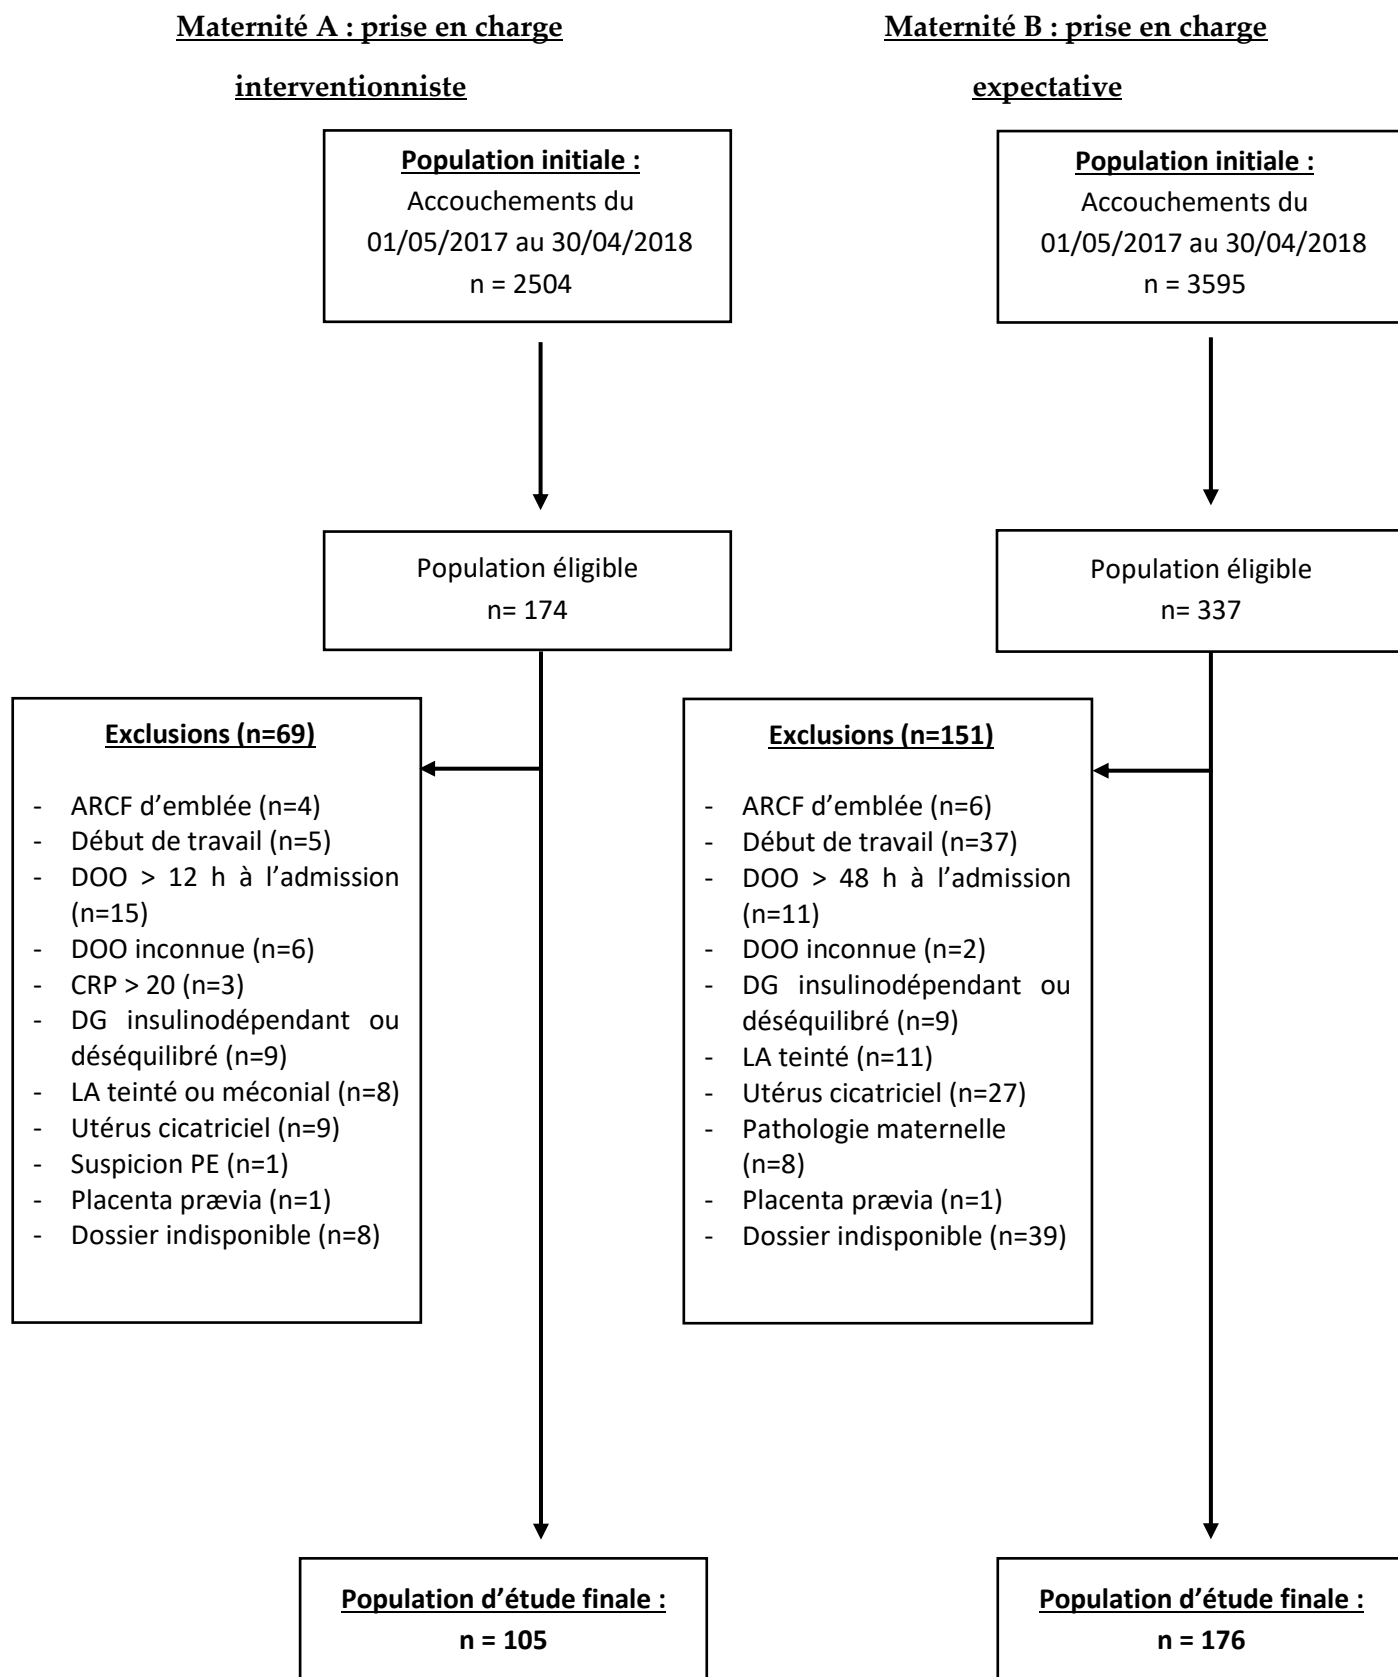 Maternité A : prise en charge
interventionniste
Population initiale :
Accouchements du
01/05/2017 au 30/04/2018
n = 2504
Population éligible
n= 174
Exclusions (n=69)
- ARCF d’emblée (n=4)
- Début de travail (n=5)
- DOO > 12 h à l’admission
(n=15)
- DOO inconnue (n=6)
- CRP > 20 (n=3)
- DG insulinodépendant ou
déséquilibré (n=9)
- LA teinté ou méconial (n=8)
- Utérus cicatriciel (n=9)
- Suspicion PE (n=1)
- Placenta prævia (n=1)
- Dossier indisponible (n=8)
Population d’étude finale :
n = 105
Maternité B : prise en charge
expectative
Population initiale :
Accouchements du
01/05/2017 au 30/04/2018
n = 3595
Population éligible
n= 337
Exclusions (n=151)
- ARCF d’emblée (n=6)
- Début de travail (n=37)
- DOO > 48 h à l’admission
(n=11)
- DOO inconnue (n=2)
- DG insulinodépendant ou
déséquilibré (n=9)
- LA teinté (n=11)
- Utérus cicatriciel (n=27)
- Pathologie maternelle
(n=8)
- Placenta prævia (n=1)
- Dossier indisponible (n=39)
Population d’étude finale :
n = 176